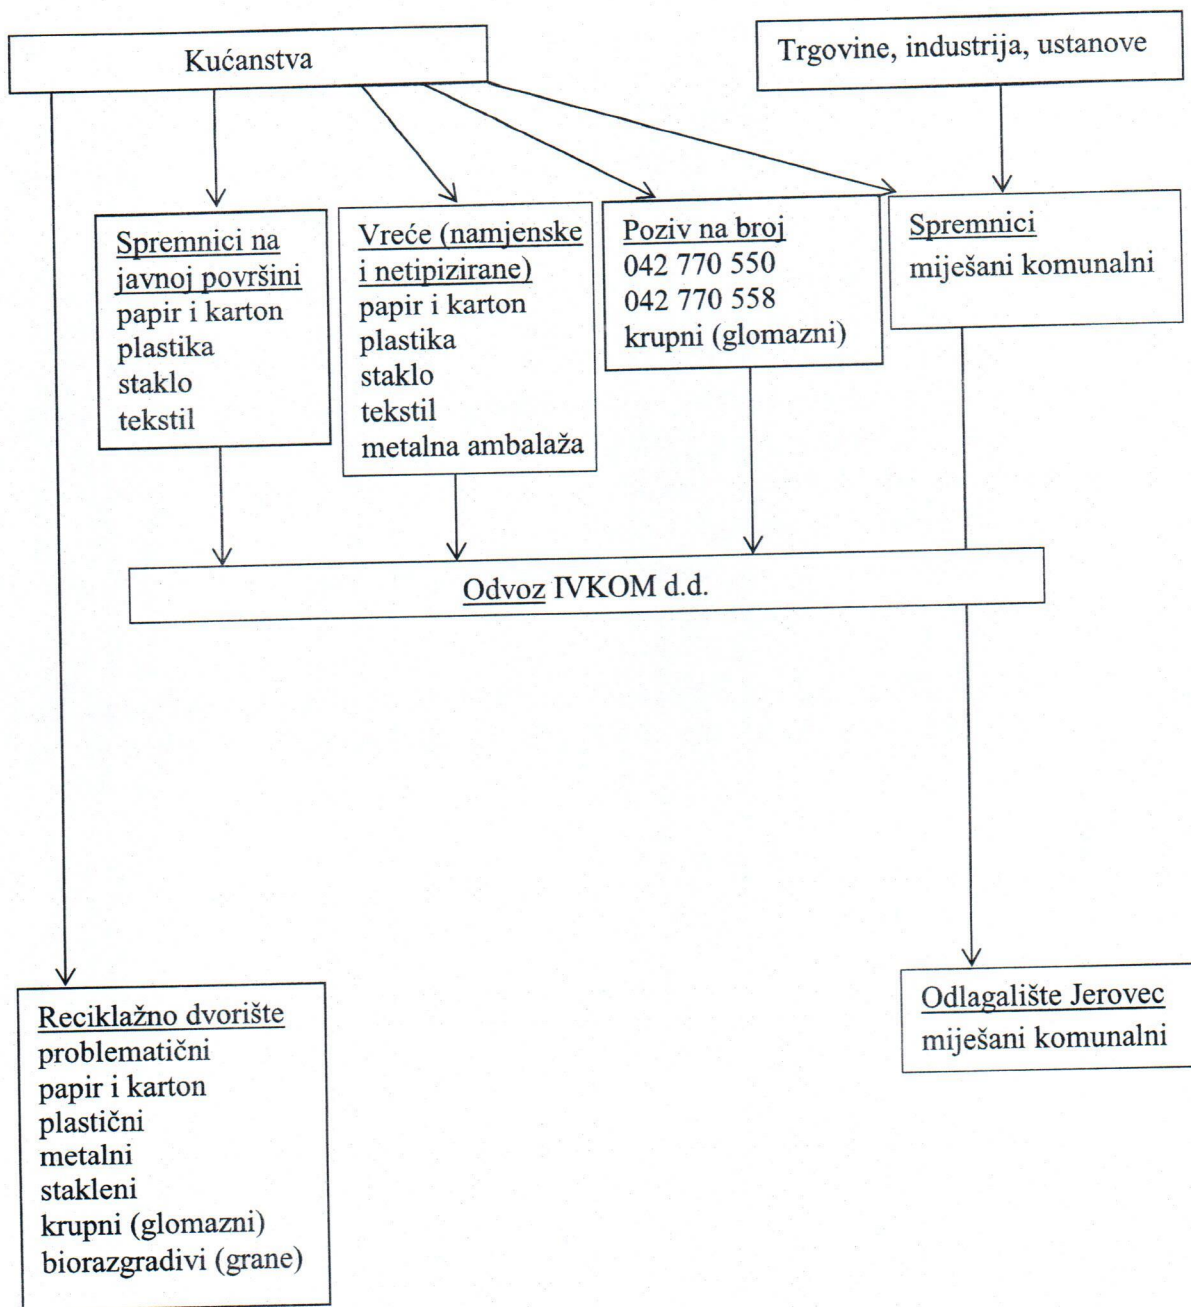 Kućanstva
Trgovine, industrija, ustanove
Spremnici na
javnoj površini
papir i karton
plastika
staklo
tekstil
Vreće (namjenske
i netipizirane)
papir i karton
plastika
staklo
tekstil
metalna ambalaža
Poziv na broj
042 770 550
042 770 558
krupni (glomazni)
Spremnici
miješani komunalni
Odvoz IVKOM d.d.
Reciklažno dvorište
problematični
papir i karton
plastični
metalni
stakleni
krupni (glomazni)
biorazgradivi (grane)
Odlagalište Jerovec
miješani komunalni